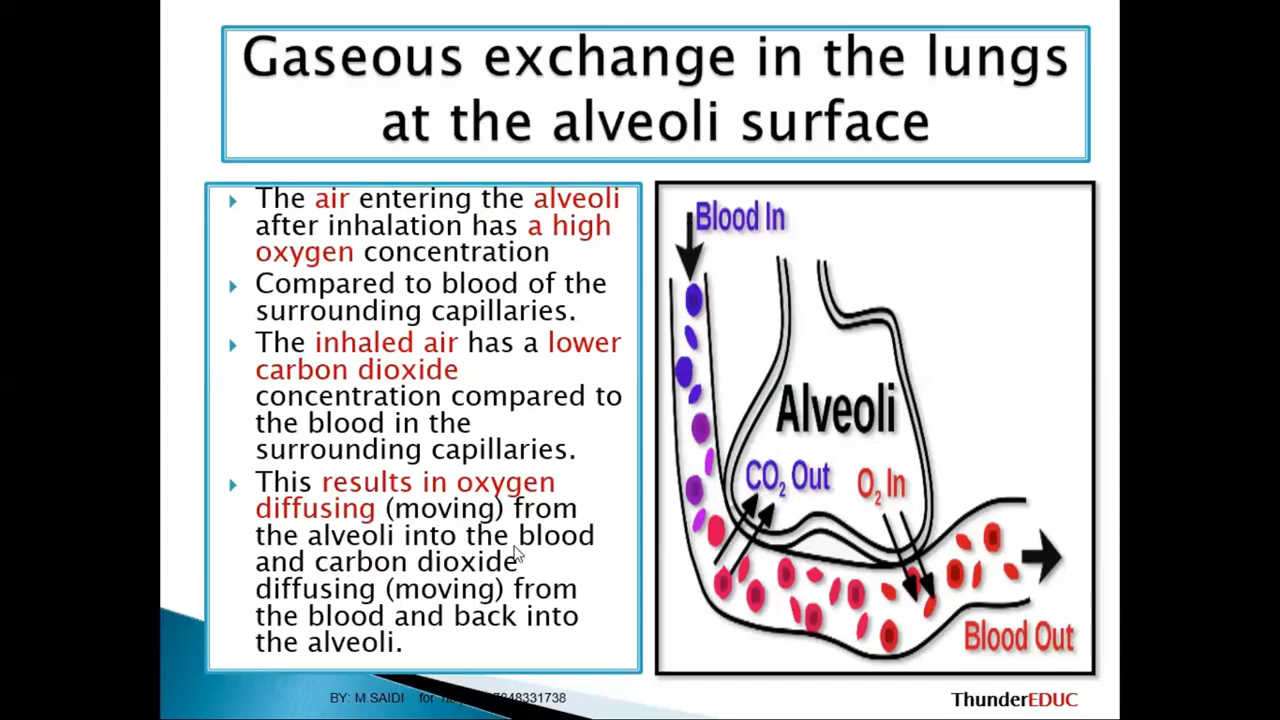 Gaseous exchange in the lungs
at the alveoli surface
The air entering the alveoli
after inhalation has a high
oxygen concentration
Compared to blood of the
surrounding capillaries.
The inhaled air has a lower
carbon dioxide
concentration compared to
the blood in the
surrounding capillaries.
This results in oxygen
diffusing (moving) from
the alveoli into the blood
and carbon dioxide
diffusing (moving) from
the blood and back into
the alveoli.
Blood In
Alveoli
CO₂ Out
O₂ In
Blood Out
BY: M.SAIDI for
ThunderEDUC